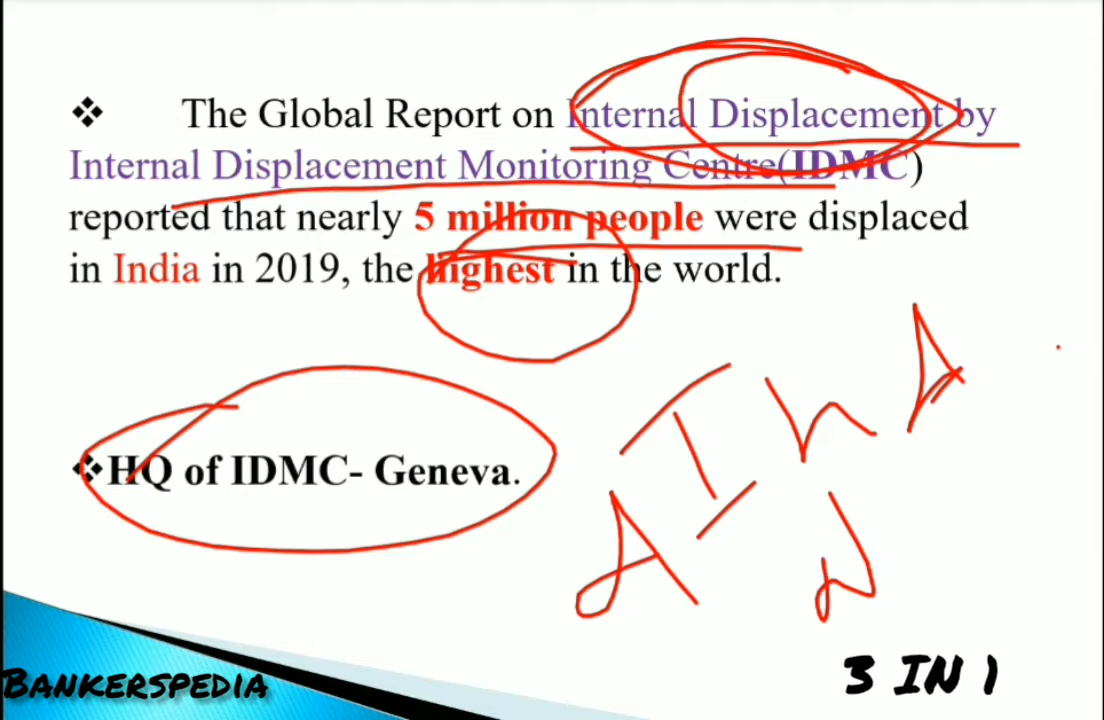 ❖ The Global Report on Internal Displacement by
Internal Displacement Monitoring Centre(IDMC)
reported that nearly 5 million people were displaced
in India in 2019, the highest in the world.
❖HQ of IDMC- Geneva.
BANKERSPEDIA
3 IN 1